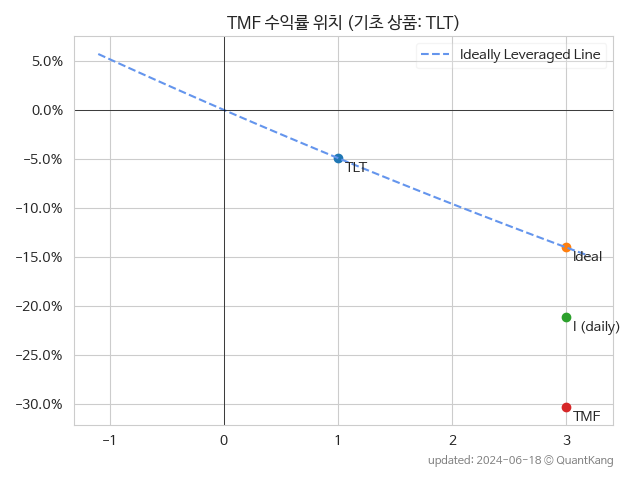 TMF 수익률 위치 (기초 상품: TLT)
Ideally Leveraged Line
5.0%
0.0%
−5.0%
−10.0%
−15.0%
−20.0%
−25.0%
−30.0%
TLT
Ideal
I (daily)
TMF
−1
0
1
2
3
updated: 2024-06-18 © QuantKang